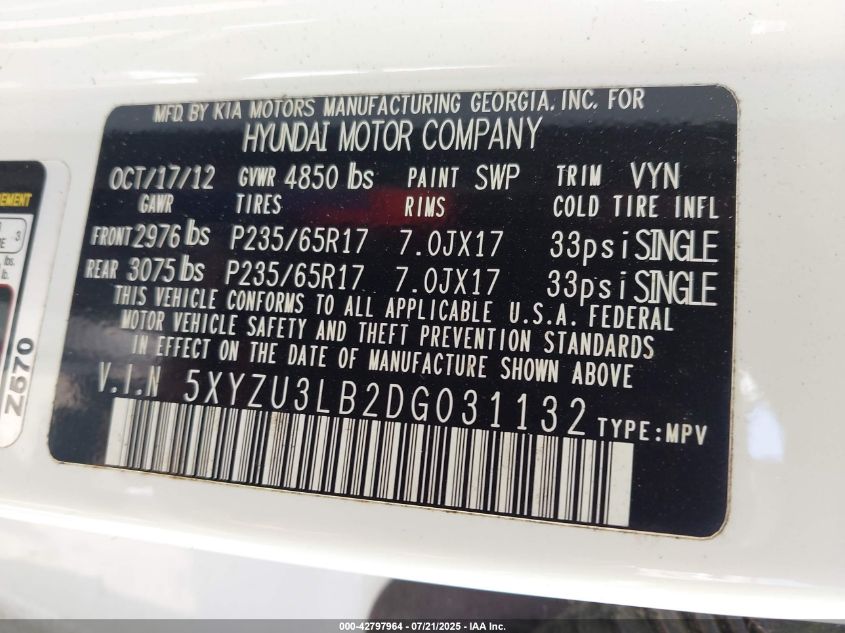 MFD. BY KIA MOTORS MANUFACTURING GEORGIA, INC. FOR
HYUNDAI MOTOR COMPANY
OCT/17/12 GVWR 4850 lbs PAINT SWP TRIM VYN
GAWR TIRES RIMS COLD TIRE INFL
FRONT 2976 lbs P235/65R17 7.0JX17 33psi SINGLE
REAR 3075 lbs P235/65R17 7.0JX17 33psi SINGLE
THIS VEHICLE CONFORMS TO ALL APPLICABLE U.S.A. FEDERAL
MOTOR VEHICLE SAFETY AND THEFT PREVENTION STANDARDS
IN EFFECT ON THE DATE OF MANUFACTURE SHOWN ABOVE
V.I.N 5XYZU3LB2DG031132 TYPE:MPV
3
lbs.
lb.
Z570
000-42797964 - 07/21/2025 - IAA Inc.